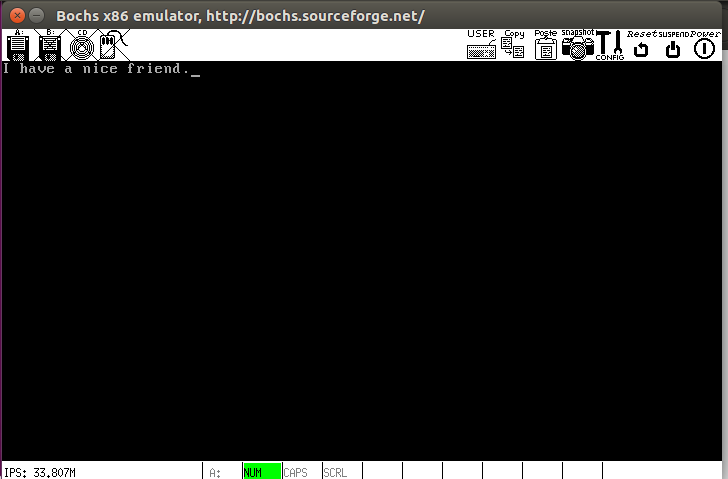 Bochs x86 emulator, http://bochs.sourceforge.net/
A: B: CD USER Copy Paste snapshot CONFIG Reset SUSPEND Power
I have a nice friend._
IPS: 33.807M A: NUM CAPS SCRL